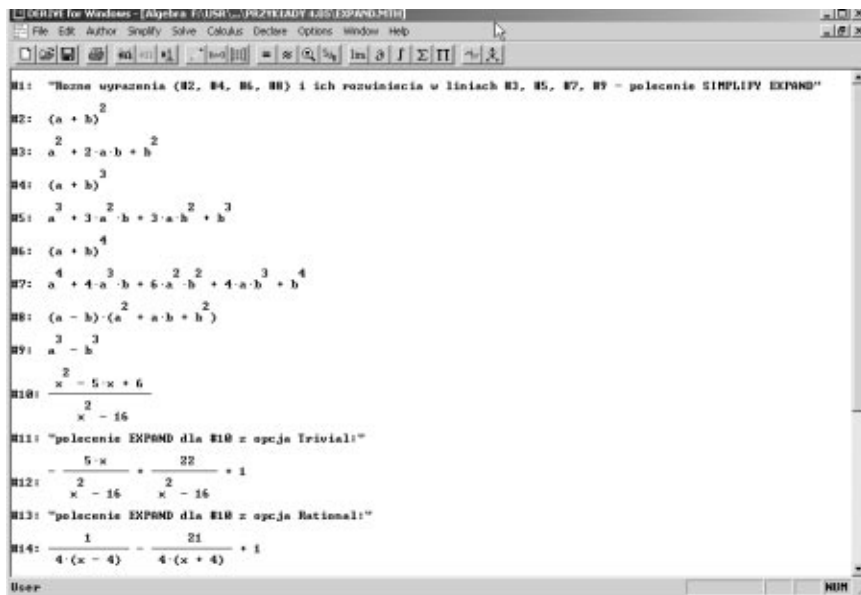 DERIVE for Windows - [Algebra F:\USR\...\PRZYKLADY 4.05\EXPAND.MTH]
File Edit Author Simplify Solve Calculus Declare Options Window Help
lim ∂ ∫ Σ Π
#1: "Rozne wyrazenia (#2, #4, #6, #8) i ich rozwiniecia w liniach #3, #5, #7, #9 - polecenie SIMPLIFY EXPAND"
#2: (a + b)^2
#3: a^2 + 2·a·b + b^2
#4: (a + b)^3
#5: a^3 + 3·a^2·b + 3·a·b^2 + b^3
#6: (a + b)^4
#7: a^4 + 4·a^3·b + 6·a^2·b^2 + 4·a·b^3 + b^4
#8: (a - b)·(a^2 + a·b + b^2)
#9: a^3 - b^3
#10: (x^2 - 5·x + 6)/(x^2 - 16)
#11: "polecenie EXPAND dla #10 z opcja Trivial:"
#12: - 5·x/(x^2 - 16) + 22/(x^2 - 16) + 1
#13: "polecenie EXPAND dla #10 z opcja Rational:"
#14: 1/(4·(x - 4)) - 21/(4·(x + 4)) + 1
User NUM